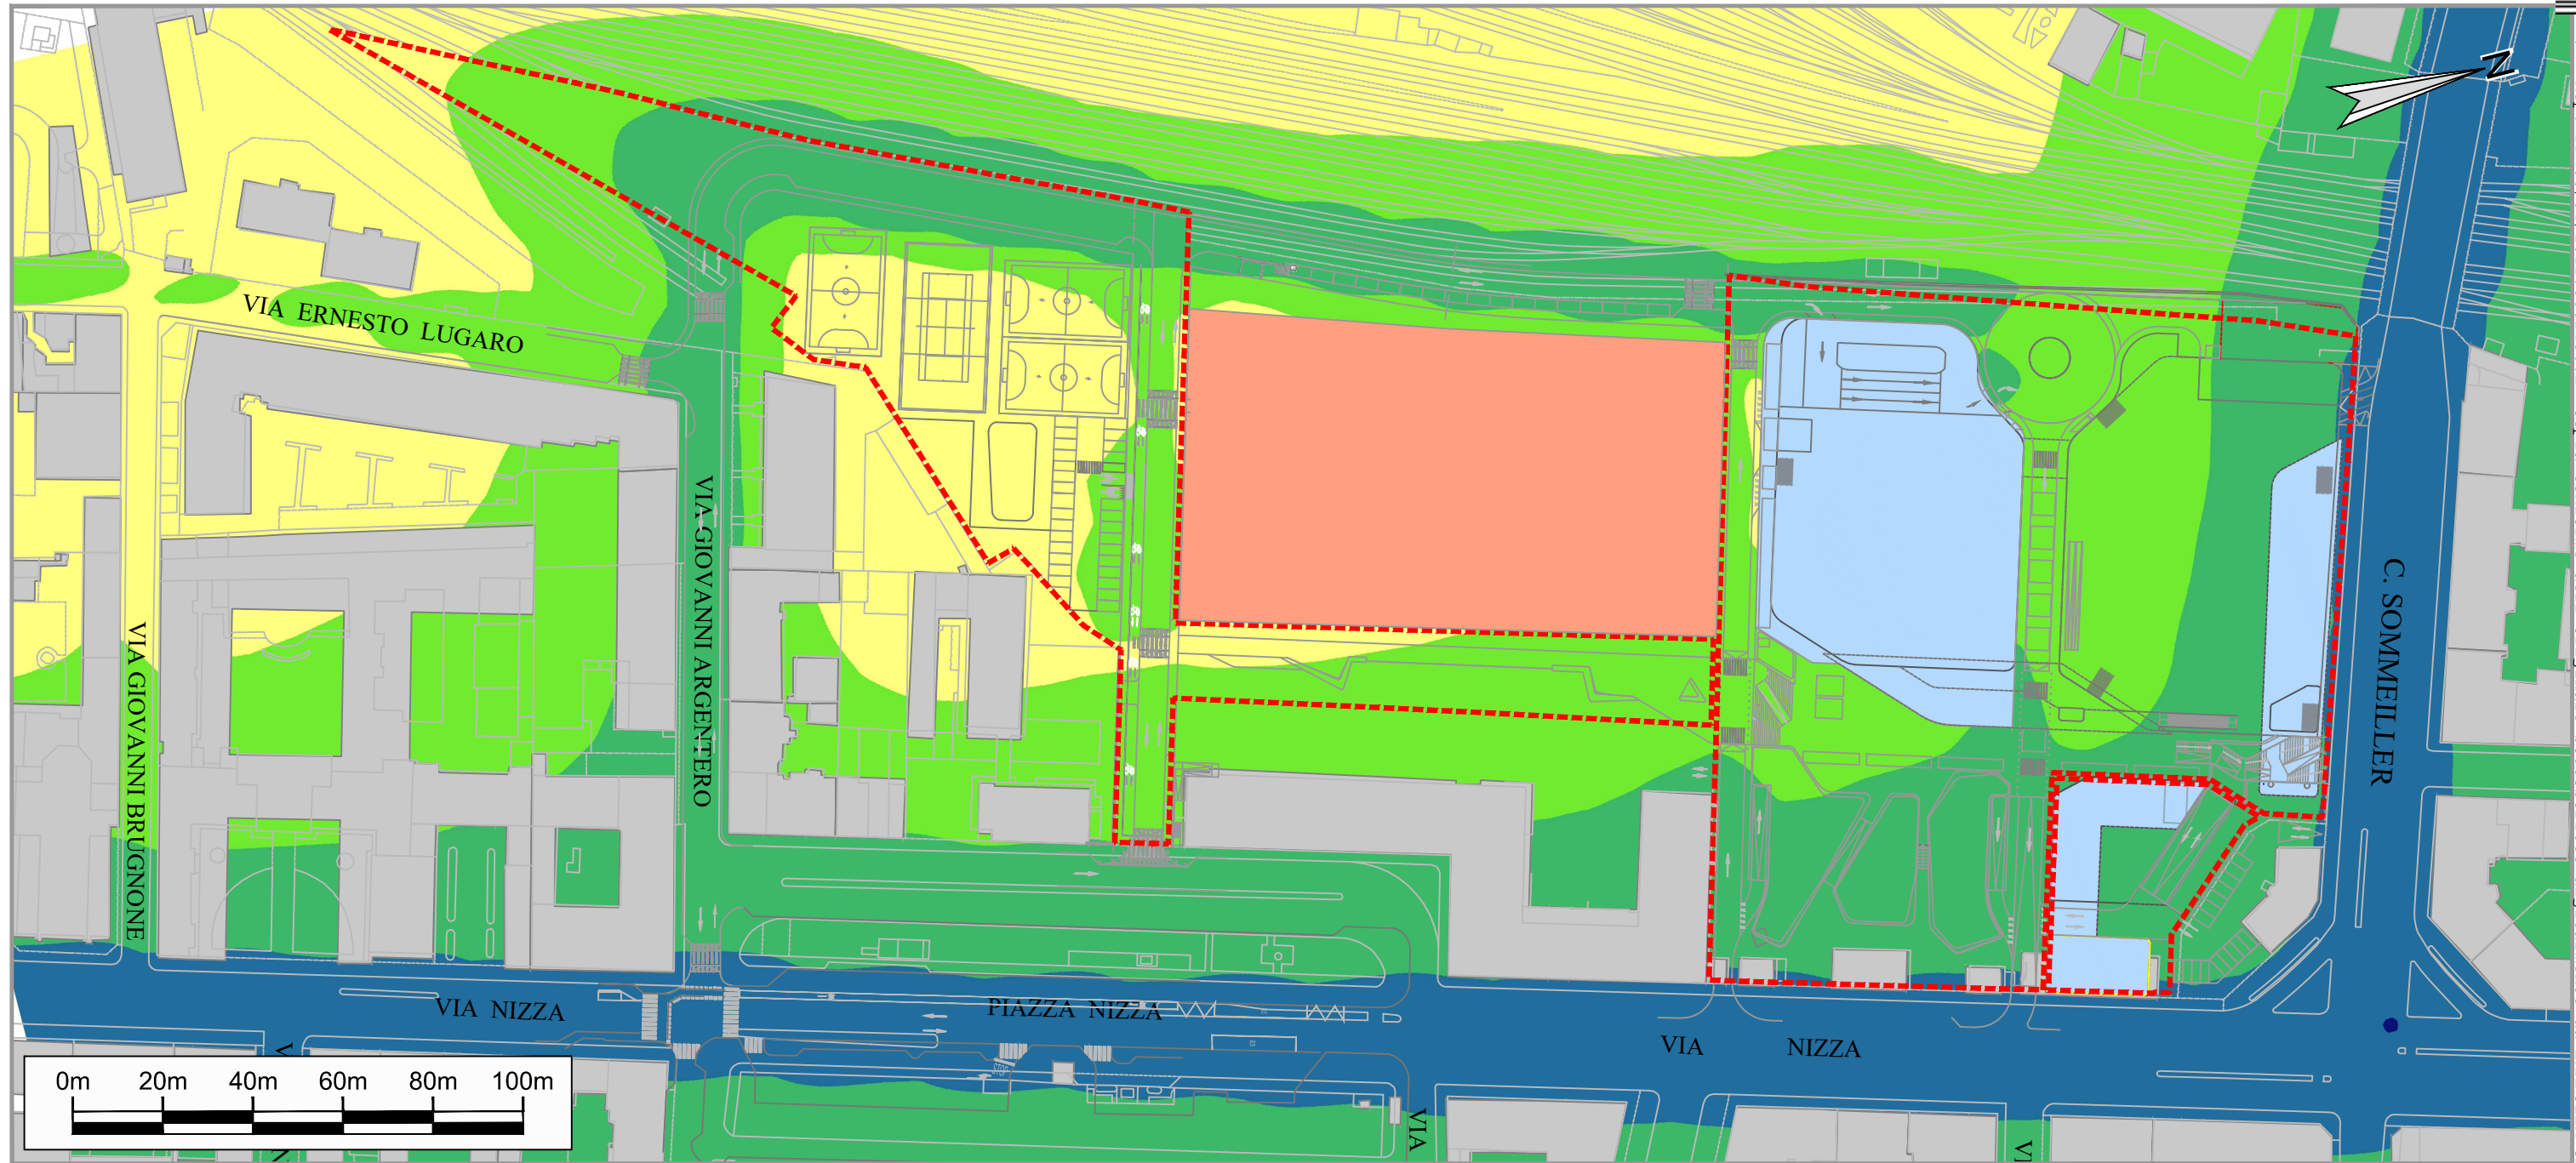 N
VIA ERNESTO LUGARO
VIA GIOVANNI ARGENTERO
VIA GIOVANNI BRUGNONE
C. SOMMEILLER
VIA NIZZA
PIAZZA NIZZA
VIA NIZZA
0m 20m 40m 60m 80m 100m
VIA